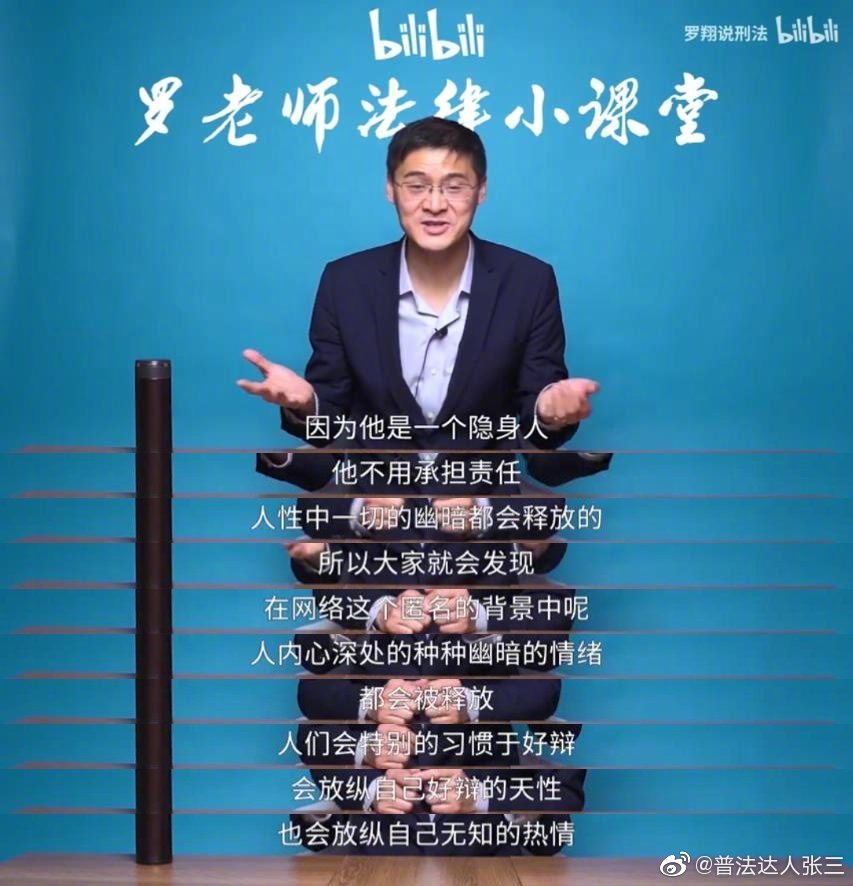 bilibili
罗翔说刑法 bilibili
罗老师法律小课堂
因为他是一个隐身人
他不用承担责任
人性中一切的幽暗都会释放的
所以大家就会发现
在网络这个匿名的背景中呢
人内心深处的种种幽暗的情绪
都会被释放
人们会特别的习惯于好辩
会放纵自己好辩的天性
也会放纵自己无知的热情
@普法达人张三